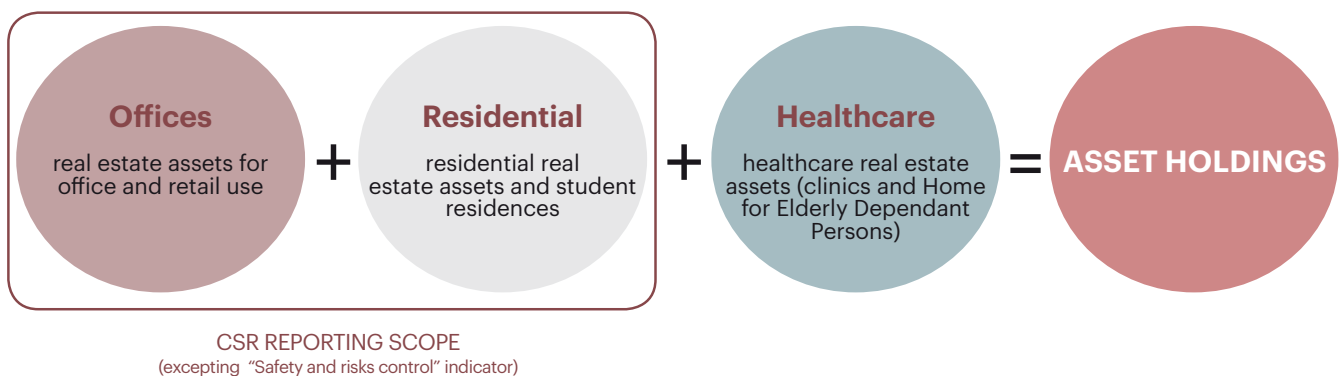 Offices
real estate assets for
office and retail use
+
Residential
residential real
estate assets and student
residences
+
Healthcare
healthcare real estate
assets (clinics and Home
for Elderly Dependant
Persons)
=
ASSET HOLDINGS
CSR REPORTING SCOPE
(excepting “Safety and risks control” indicator)